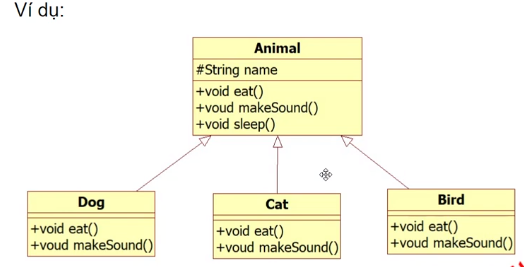 Ví dụ:
Animal
#String name
+void eat()
+voud makeSound()
+void sleep()
Dog
+void eat()
+voud makeSound()
Cat
+void eat()
+voud makeSound()
Bird
+void eat()
+voud makeSound()